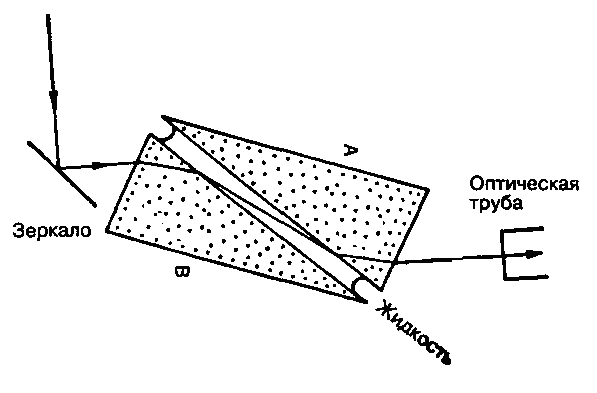 A
Оптическая
труба
Зеркало
B
Жидкость